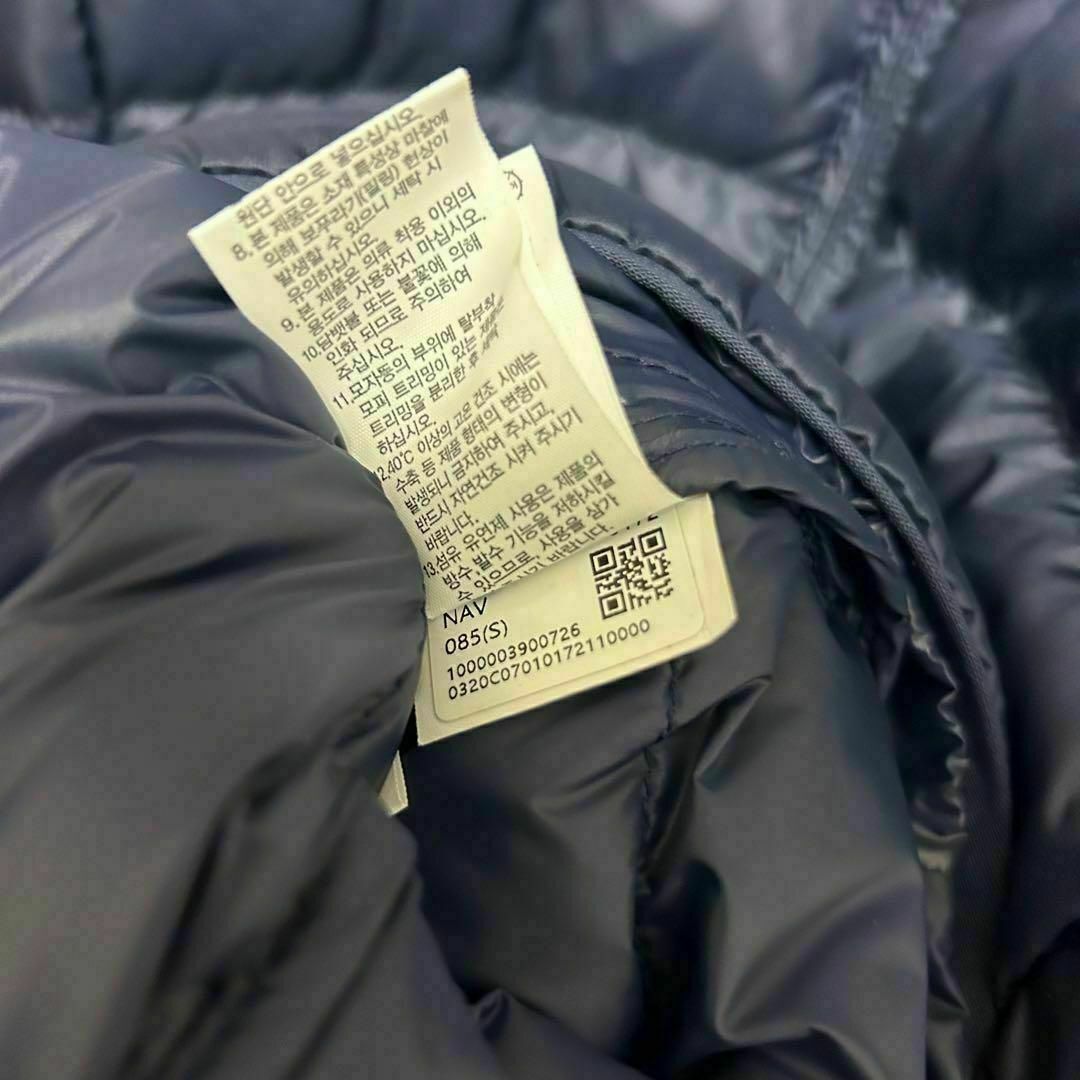 원단 안으로 넣으십시오
8. 본 제품은 소재 특성상 마찰에
의해 보푸라기(필링) 현상이
발생할 수 있으니 세탁 시
유의하십시오.
9. 본 제품은 의류 착용 이외의
용도로 사용하지 마십시오.
10.담뱃불 또는 불꽃에 의해
인화 되므로 주의하여
주십시오.
11.모자등의 부위에 탈부착
모피 트리밍이 있는 제품은
트리밍을 분리한 후 세탁
하십시오.
12.40℃ 이상의 고온 건조 시에는
수축 등 제품 형태의 변형이
발생되니 금지하여 주시고,
반드시 자연건조 시켜 주시기
바랍니다.
13.섬유 유연제 사용은 제품의
방수 발수 기능을 저하시킬
수 있으므로, 사용을 삼가
바랍니다.
NAV
085(S)
1000003900726
0320C07010172110000